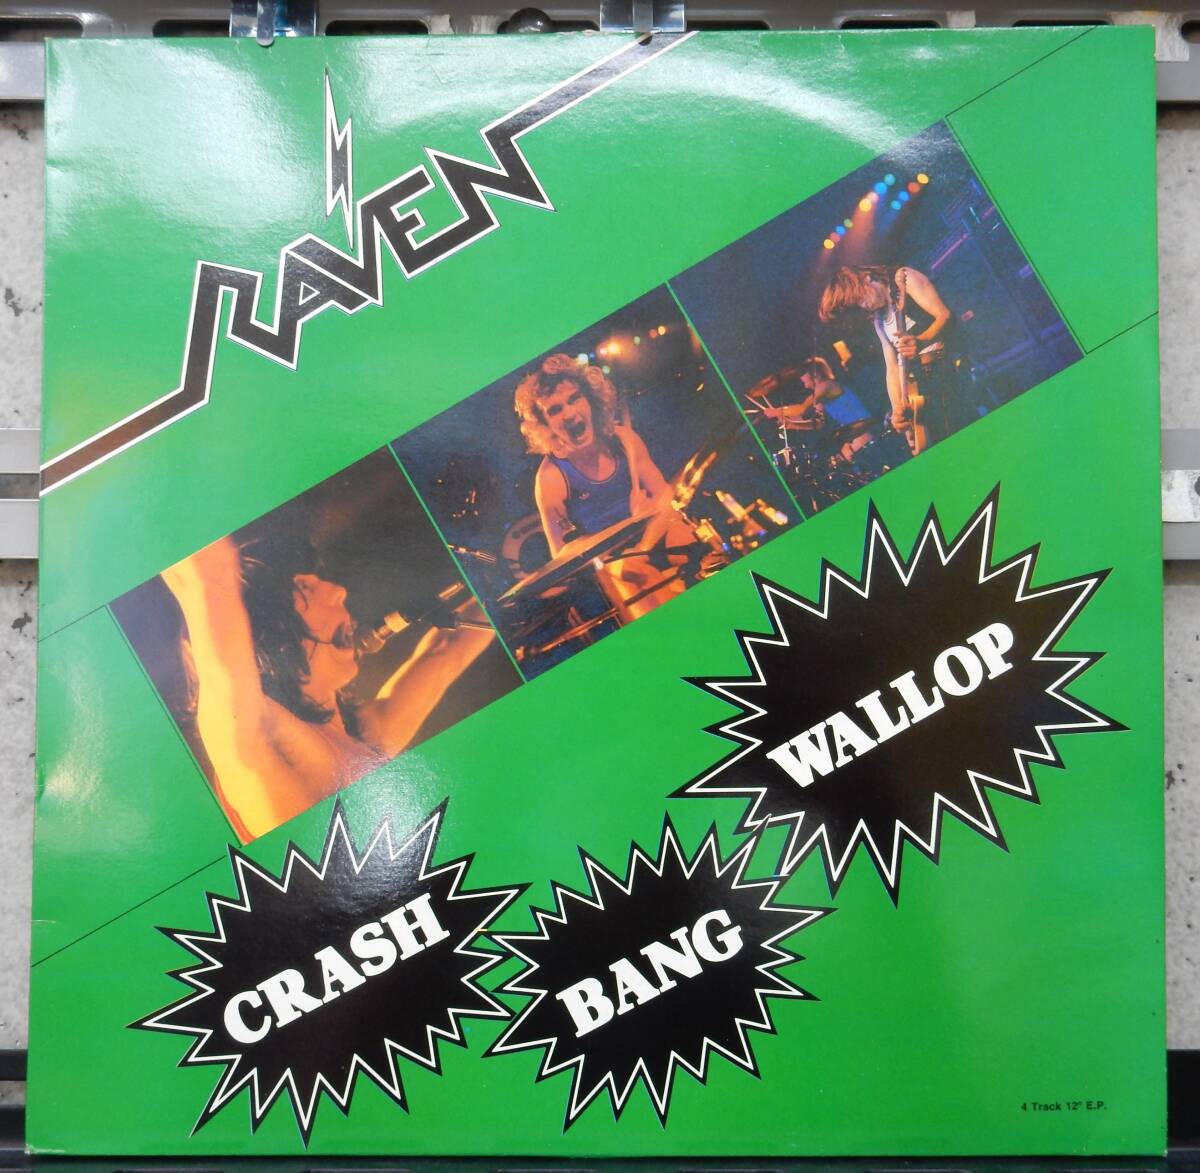 RAVEN
CRASH
BANG
WALLOP
4 Track 12" E.P.